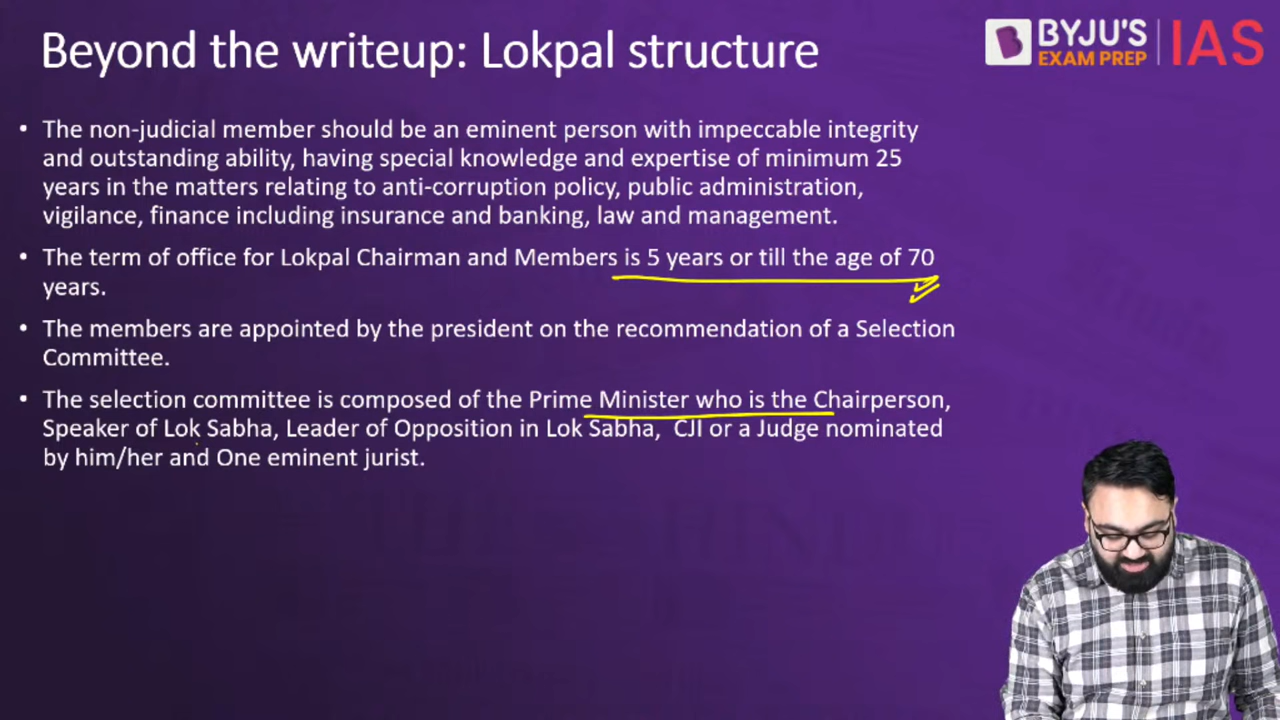 Beyond the writeup: Lokpal structure
BYJU'S
EXAM PREP
IAS
• The non-judicial member should be an eminent person with impeccable integrity
and outstanding ability, having special knowledge and expertise of minimum 25
years in the matters relating to anti-corruption policy, public administration,
vigilance, finance including insurance and banking, law and management.
• The term of office for Lokpal Chairman and Members is 5 years or till the age of 70
years.
• The members are appointed by the president on the recommendation of a Selection
Committee.
• The selection committee is composed of the Prime Minister who is the Chairperson,
Speaker of Lok Sabha, Leader of Opposition in Lok Sabha, CJI or a Judge nominated
by him/her and One eminent jurist.